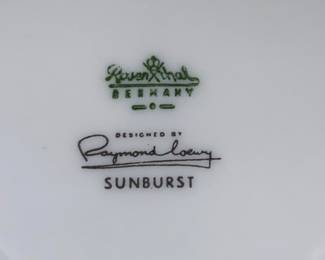 Rosenthal
GERMANY
DESIGNED BY
Raymond Loewy
SUNBURST